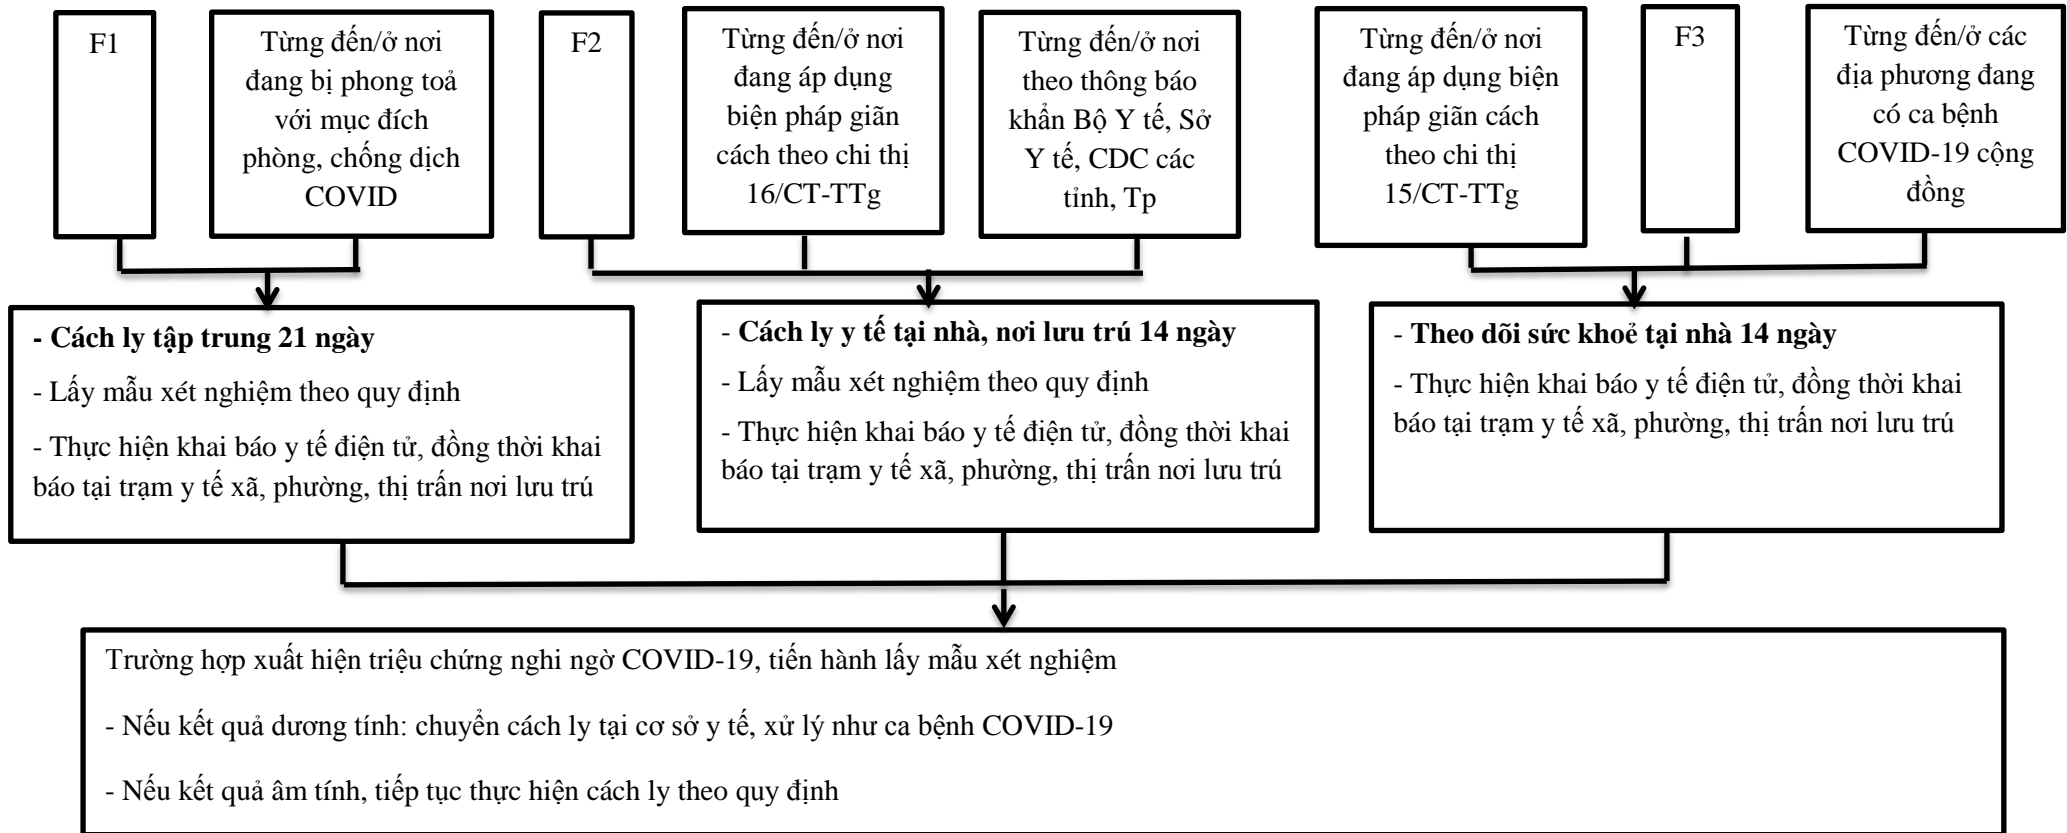 F1
Từng đến/ở nơi
đang bị phong toả
với mục đích
phòng, chống dịch
COVID
F2
Từng đến/ở nơi
đang áp dụng
biện pháp giãn
cách theo chi thị
16/CT-TTg
Từng đến/ở nơi
theo thông báo
khẩn Bộ Y tế, Sở
Y tế, CDC các
tỉnh, Tp
Từng đến/ở nơi
đang áp dụng biện
pháp giãn cách
theo chi thị
15/CT-TTg
F3
Từng đến/ở các
địa phương đang
có ca bệnh
COVID-19 cộng
đồng
- Cách ly tập trung 21 ngày
- Lấy mẫu xét nghiệm theo quy định
- Thực hiện khai báo y tế điện tử, đồng thời khai
báo tại trạm y tế xã, phường, thị trấn nơi lưu trú
- Cách ly y tế tại nhà, nơi lưu trú 14 ngày
- Lấy mẫu xét nghiệm theo quy định
- Thực hiện khai báo y tế điện tử, đồng thời khai
báo tại trạm y tế xã, phường, thị trấn nơi lưu trú
- Theo dõi sức khoẻ tại nhà 14 ngày
- Thực hiện khai báo y tế điện tử, đồng thời khai
báo tại trạm y tế xã, phường, thị trấn nơi lưu trú
Trường hợp xuất hiện triệu chứng nghi ngờ COVID-19, tiến hành lấy mẫu xét nghiệm
- Nếu kết quả dương tính: chuyển cách ly tại cơ sở y tế, xử lý như ca bệnh COVID-19
- Nếu kết quả âm tính, tiếp tục thực hiện cách ly theo quy định